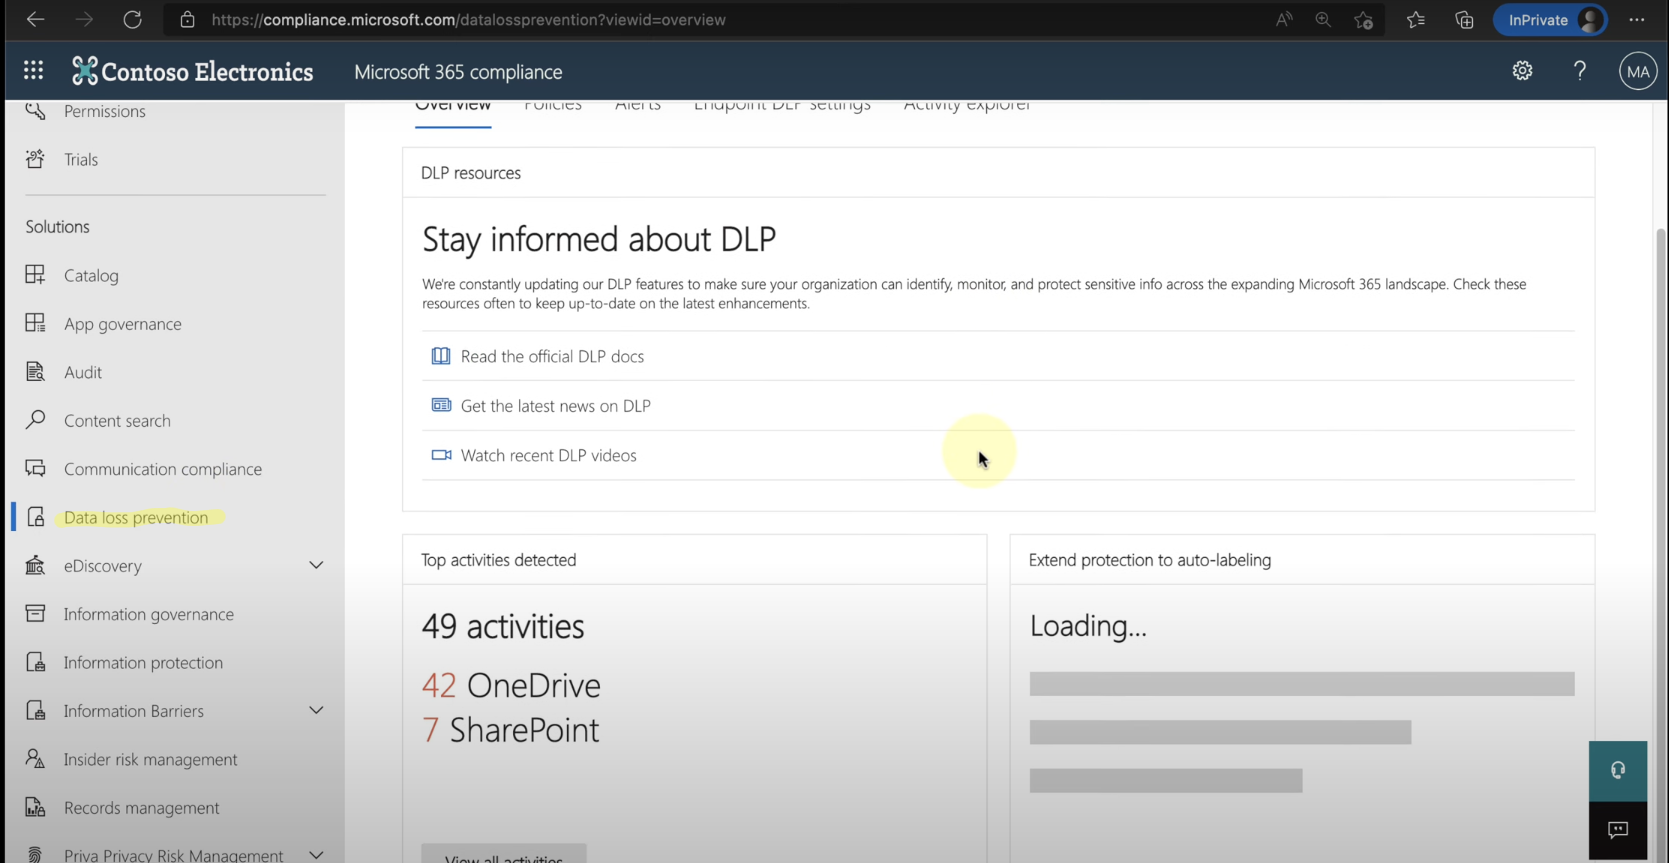 https://compliance.microsoft.com/datalossprevention?viewid=overview
InPrivate
Contoso Electronics
Microsoft 365 compliance
MA
Permissions
Trials
Solutions
Catalog
App governance
Audit
Content search
Communication compliance
Data loss prevention
eDiscovery
Information governance
Information protection
Information Barriers
Insider risk management
Records management
Priva Privacy Risk Management
Overview Policies Alerts Endpoint DLP settings Activity explorer
DLP resources
Stay informed about DLP
We're constantly updating our DLP features to make sure your organization can identify, monitor, and protect sensitive info across the expanding Microsoft 365 landscape. Check these
resources often to keep up-to-date on the latest enhancements.
Read the official DLP docs
Get the latest news on DLP
Watch recent DLP videos
Top activities detected
49 activities
42 OneDrive
7 SharePoint
View all activities
Extend protection to auto-labeling
Loading...